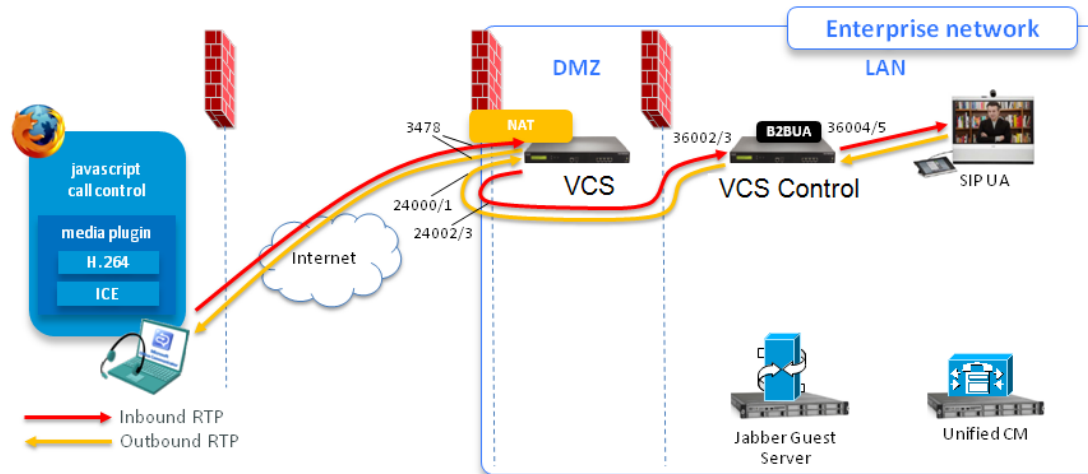 Enterprise network
DMZ
LAN
NAT
3478
36002/3
B2BUA
36004/5
javascript
call control
VCS
VCS Control
SIP UA
24000/1
24002/3
media plugin
H.264
ICE
Internet
Inbound RTP
Outbound RTP
Jabber Guest
Server
Unified CM